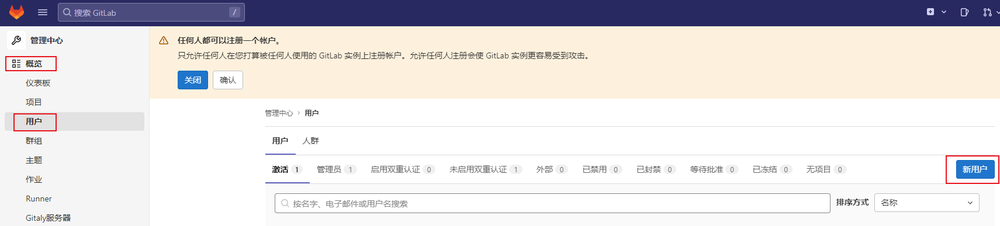 搜索 GitLab /
管理中心
概览
仪表板
项目
用户
群组
主题
作业
Runner
Gitaly服务器
任何人都可以注册一个帐户。
只允许任何人在您打算被任何人使用的 GitLab 实例上注册帐户。允许任何人注册会使 GitLab 实例更容易受到攻击。
关闭 确认
管理中心 › 用户
用户 人群
激活 1 管理员 1 启用双重认证 0 未启用双重认证 1 外部 0 已禁用 0 已封禁 0 等待批准 0 已冻结 0 无项目 0 新用户
按名字、电子邮件或用户名搜索 排序方式 名称